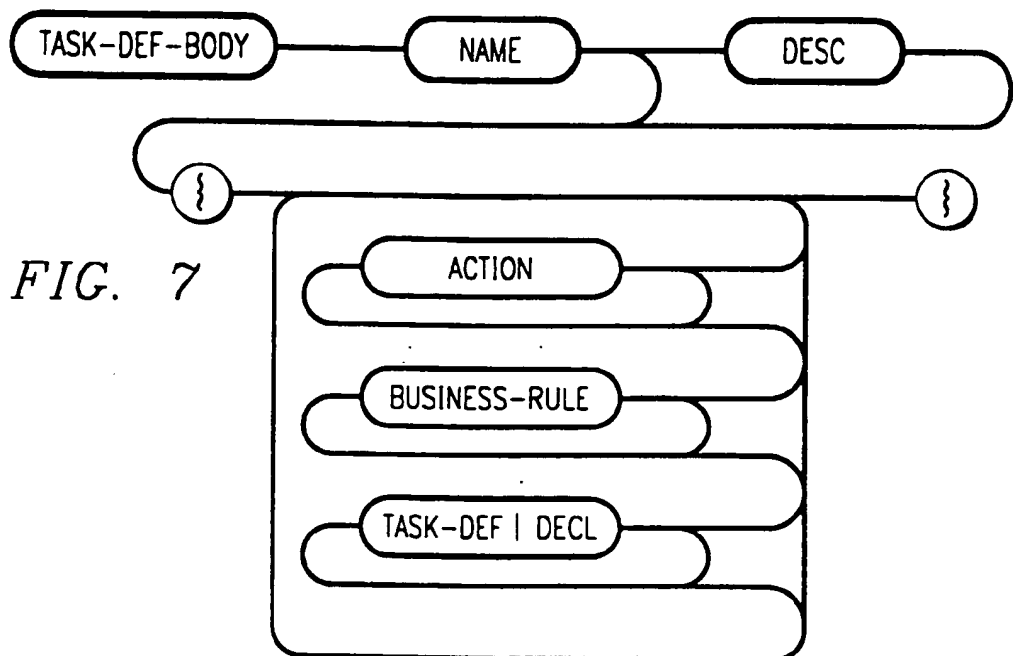 TASK-DEF-BODY NAME DESC
{ }
FIG. 7
ACTION
BUSINESS-RULE
TASK-DEF | DECL